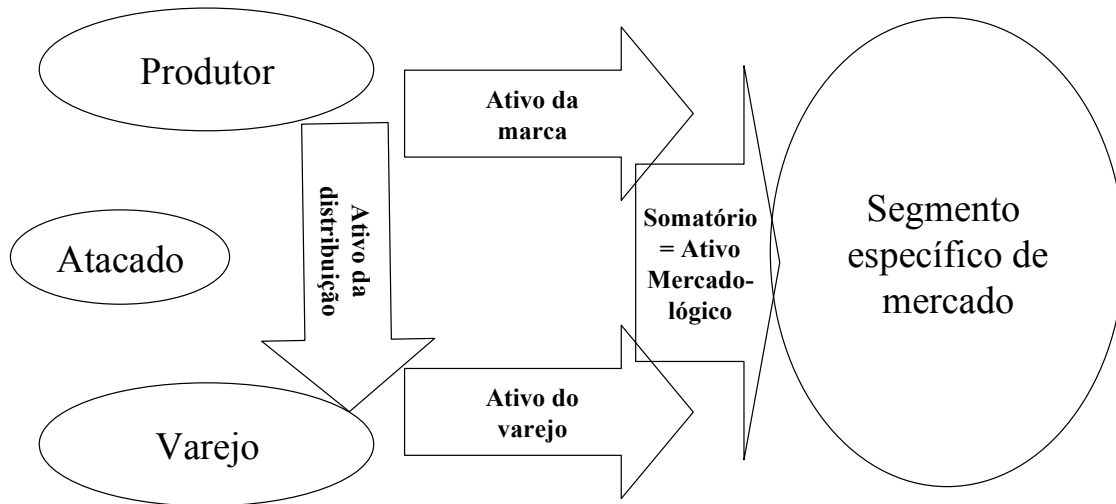 Produtor
Ativo da
marca
Ativo da
distribuição
Atacado
Somatório
= Ativo
Mercado-
lógico
Segmento
específico de
mercado
Varejo
Ativo do
varejo